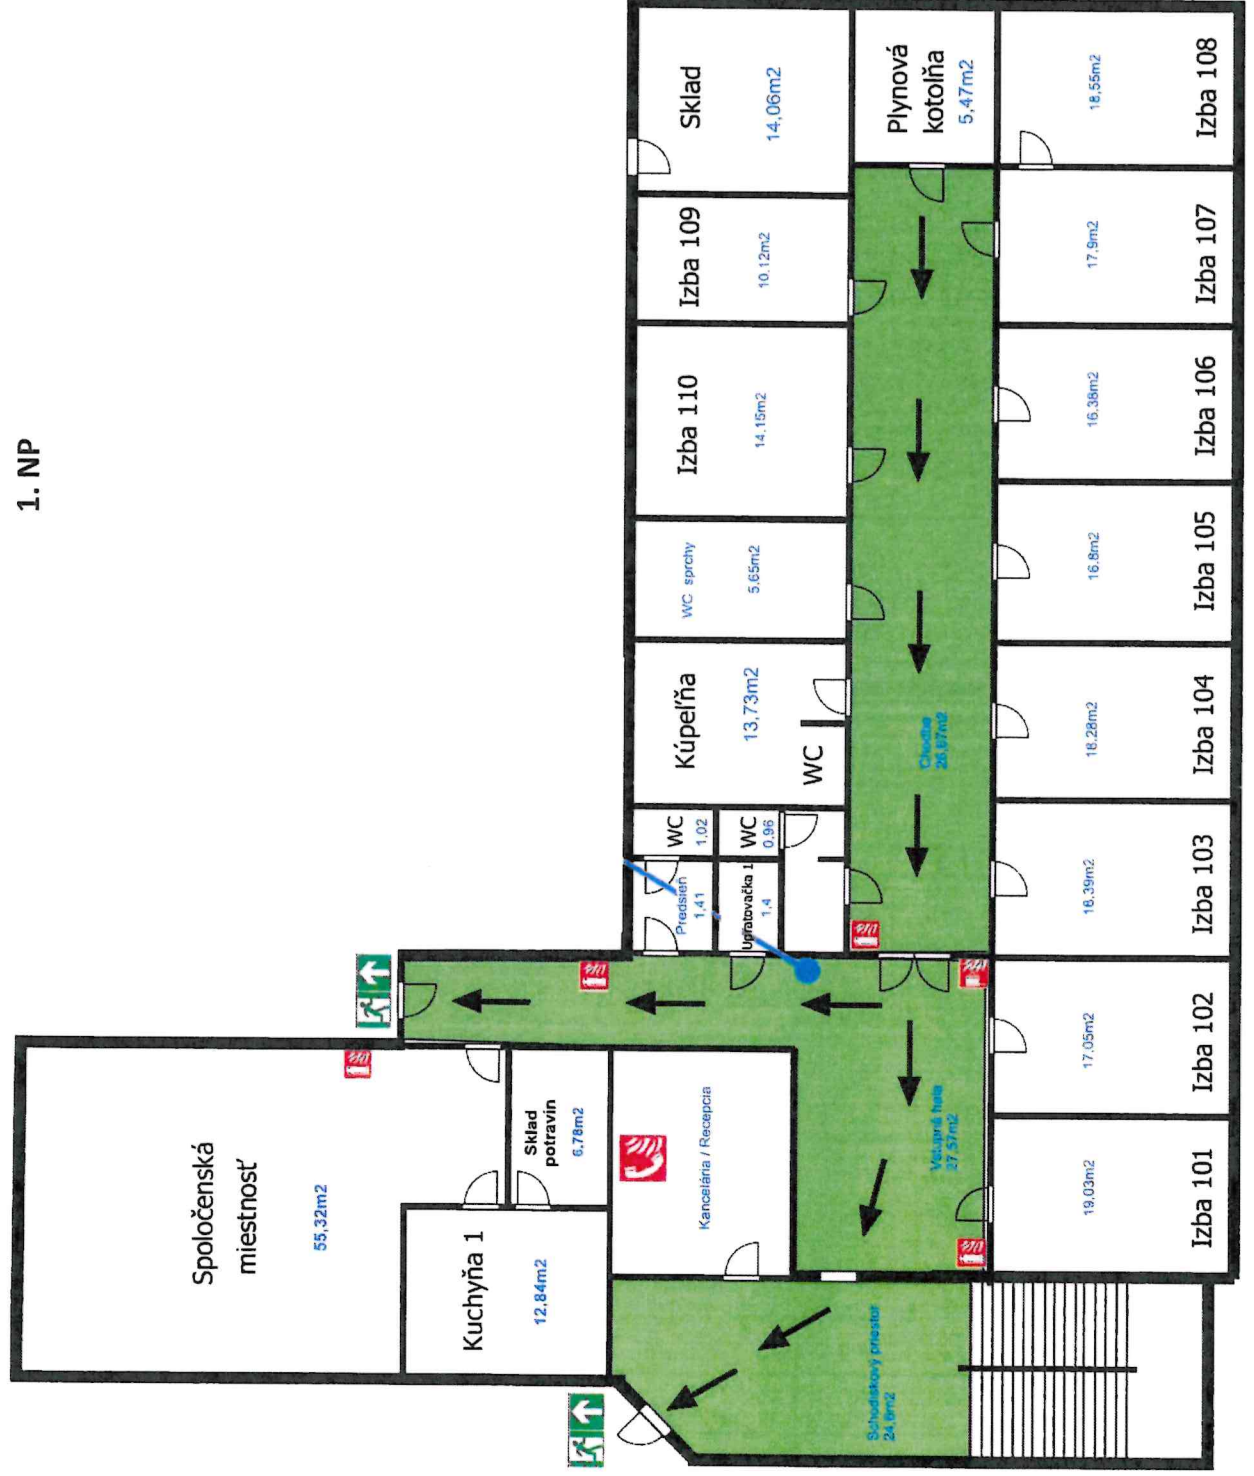 1. NP
Spoločenská
miestnosť
55,32m2
Kuchyňa 1
12,84m2
Sklad
potravín
6,78m2
Kancelária / Recepcia
Schodiskový priestor
24,6m2
Vstupná hala
27,57m2
Predsieň
1,41
WC
1,02
Upratovačka 1
1,4
WC
0,96
Kúpeľňa
13,73m2
WC
WC sprchy
5.65m2
Izba 110
14.15m2
Izba 109
10.12m2
Sklad
14,06m2
Plynová
kotolňa
5,47m2
Chodba
Izba 101
19,03m2
Izba 102
17.05m2
Izba 103
18.39m2
Izba 104
18.28m2
Izba 105
16.8m2
Izba 106
16.38m2
Izba 107
17.9m2
Izba 108
18,55m2